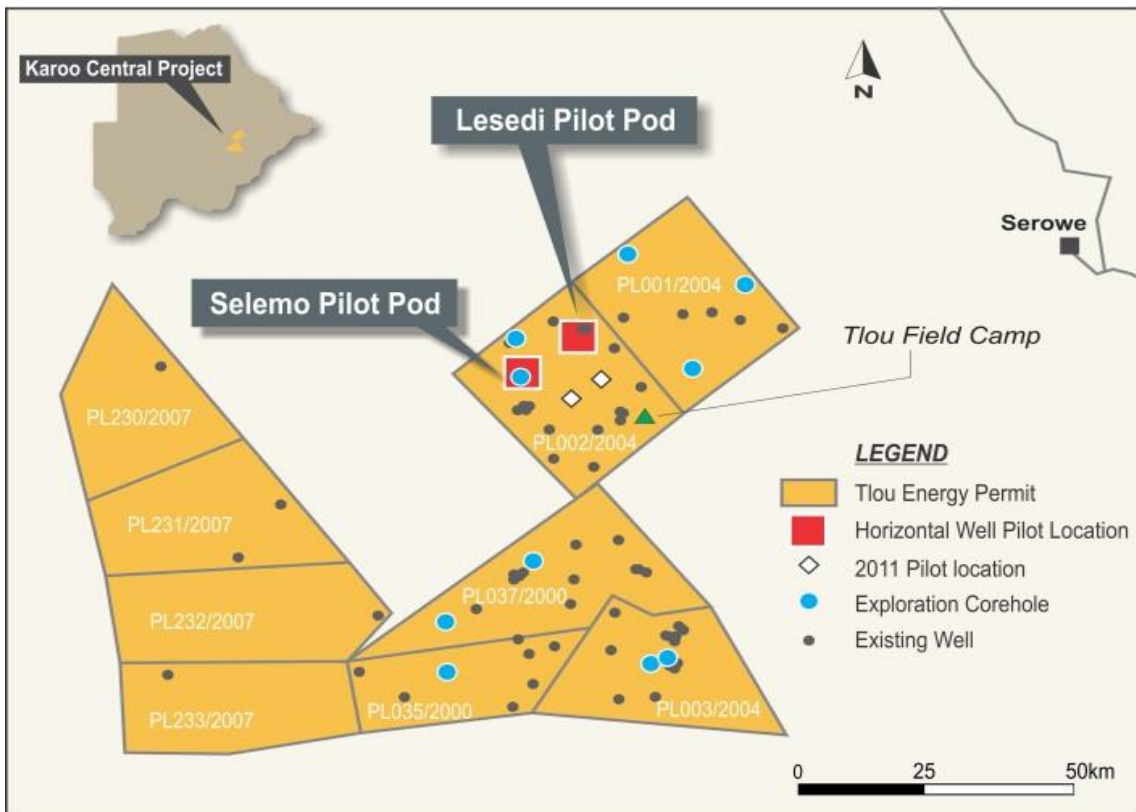 Karoo Central Project
N
Lesedi Pilot Pod
Serowe
PL001/2004
Selemo Pilot Pod
Tlou Field Camp
PL230/2007
PL002/2004
LEGEND
Tlou Energy Permit
PL231/2007
Horizontal Well Pilot Location
2011 Pilot location
PL037/2000
Exploration Corehole
PL232/2007
Existing Well
PL233/2007
PL035/2000
PL003/2004
0 25 50km